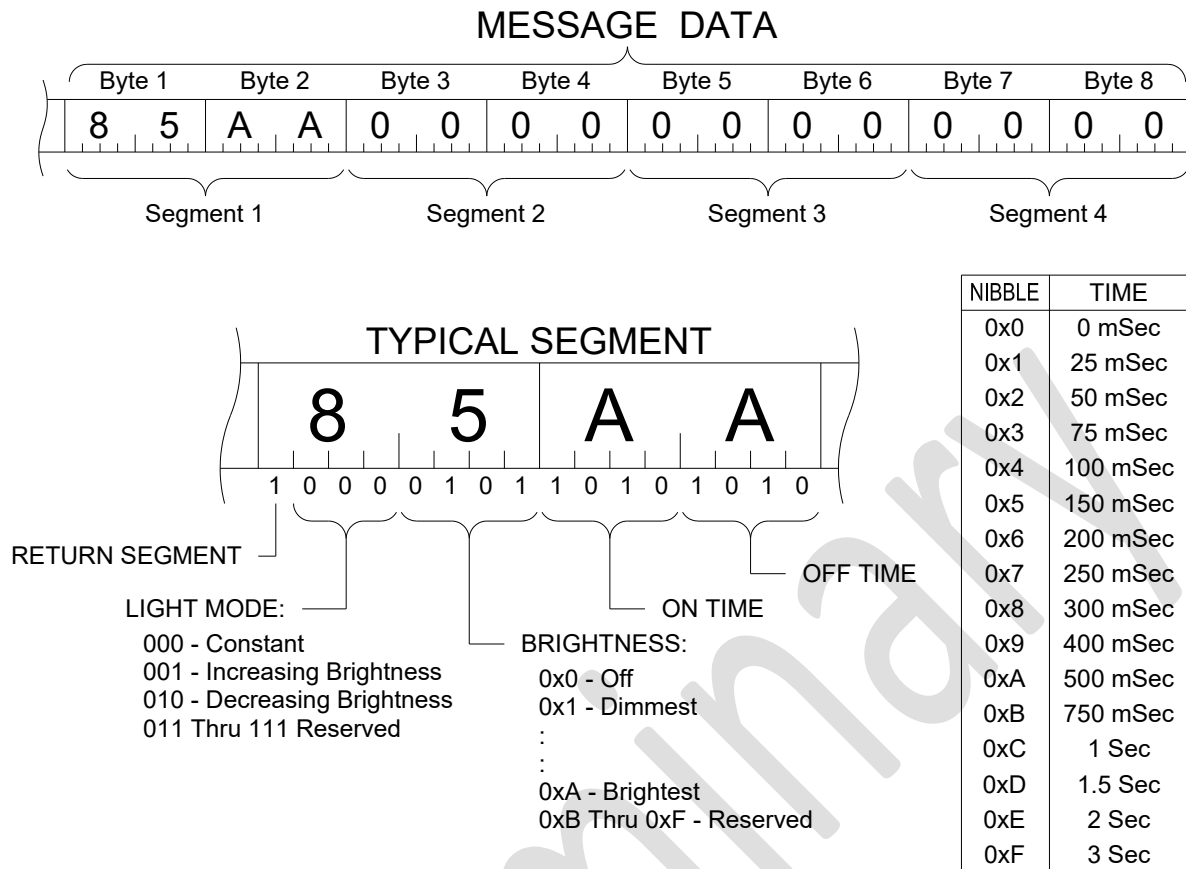 MESSAGE DATA
Byte 1 Byte 2 Byte 3 Byte 4 Byte 5 Byte 6 Byte 7 Byte 8
8 5 A A 0 0 0 0 0 0 0 0 0 0 0 0
Segment 1 Segment 2 Segment 3 Segment 4
TYPICAL SEGMENT
8 5 A A
1 0 0 0 0 1 0 1 1 0 1 0 1 0 1 0
RETURN SEGMENT
LIGHT MODE:
000 - Constant
001 - Increasing Brightness
010 - Decreasing Brightness
011 Thru 111 Reserved
BRIGHTNESS:
0x0 - Off
0x1 - Dimmest
:
:
0xA - Brightest
0xB Thru 0xF - Reserved
ON TIME
OFF TIME
NIBBLE TIME
0x0 0 mSec
0x1 25 mSec
0x2 50 mSec
0x3 75 mSec
0x4 100 mSec
0x5 150 mSec
0x6 200 mSec
0x7 250 mSec
0x8 300 mSec
0x9 400 mSec
0xA 500 mSec
0xB 750 mSec
0xC 1 Sec
0xD 1.5 Sec
0xE 2 Sec
0xF 3 Sec